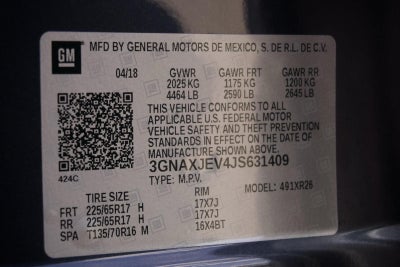 GM MFD BY GENERAL MOTORS DE MEXICO, S. DE R.L. DE C.V.
04/18 GVWR GAWR FRT GAWR RR
2025 KG 1175 KG 1200 KG
4464 LB 2590 LB 2645 LB
THIS VEHICLE CONFORMS TO ALL
APPLICABLE U.S. FEDERAL MOTOR
VEHICLE SAFETY AND THEFT PREVENTION
STANDARDS IN EFFECT ON THE DATE OF
MANUFACTURE SHOWN ABOVE.
424C 3GNAXJEV4JS631409
TYPE: M.P.V. MODEL: 491XR26
TIRE SIZE RIM
FRT 225/65R17 H 17X7J
RR 225/65R17 H 17X7J
SPA T135/70R16 M 16X4BT